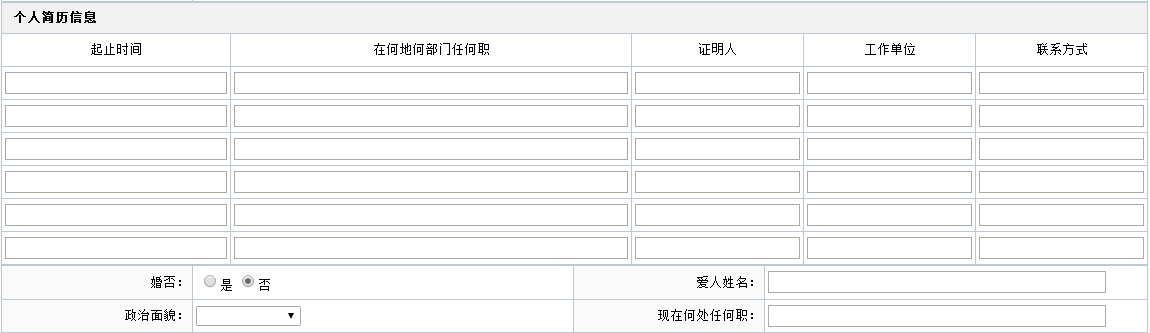 个人简历信息
起止时间 在何地何部门任何职 证明人 工作单位 联系方式
婚否： 是 否 爱人姓名：
政治面貌： 现在何处任何职：